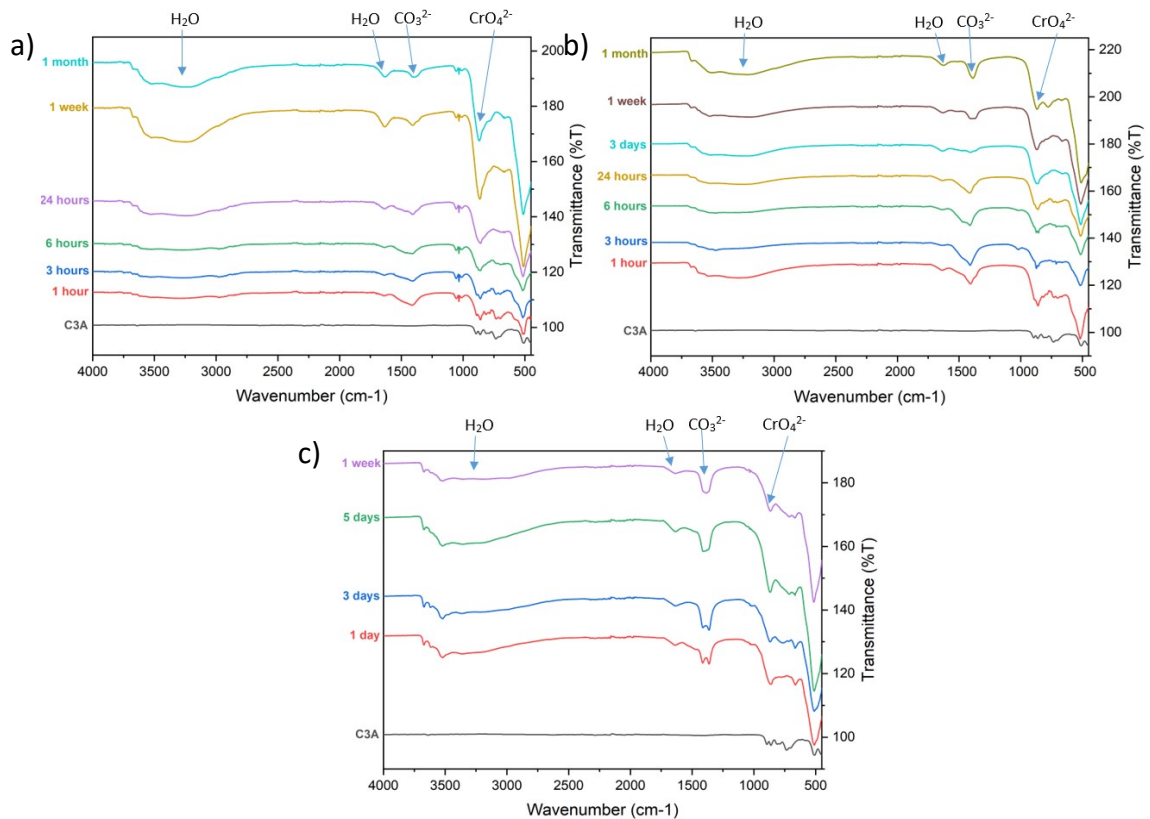 a)
H₂O
H₂O
CO₃²⁻
CrO₄²⁻
1 month
1 week
24 hours
6 hours
3 hours
1 hour
C3A
200
180
160
140
120
100
Transmittance (%T)
4000 3500 3000 2500 2000 1500 1000 500
Wavenumber (cm-1)
b)
H₂O
H₂O
CO₃²⁻
CrO₄²⁻
1 month
1 week
3 days
24 hours
6 hours
3 hours
1 hour
C3A
220
200
180
160
140
120
100
Transmittance (%T)
4000 3500 3000 2500 2000 1500 1000 500
Wavenumber (cm-1)
c)
H₂O
H₂O
CO₃²⁻
CrO₄²⁻
1 week
5 days
3 days
1 day
C3A
180
160
140
120
100
Transmittance (%T)
4000 3500 3000 2500 2000 1500 1000 500
Wavenumber (cm-1)